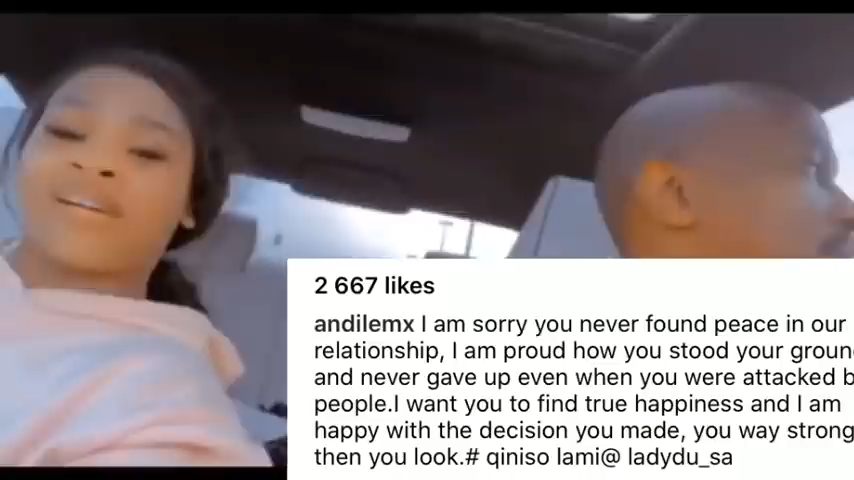 2 667 likes
andilemx I am sorry you never found peace in our
relationship, I am proud how you stood your groun
and never gave up even when you were attacked b
people.I want you to find true happiness and I am
happy with the decision you made, you way strong
then you look.# qiniso lami@ ladydu_sa